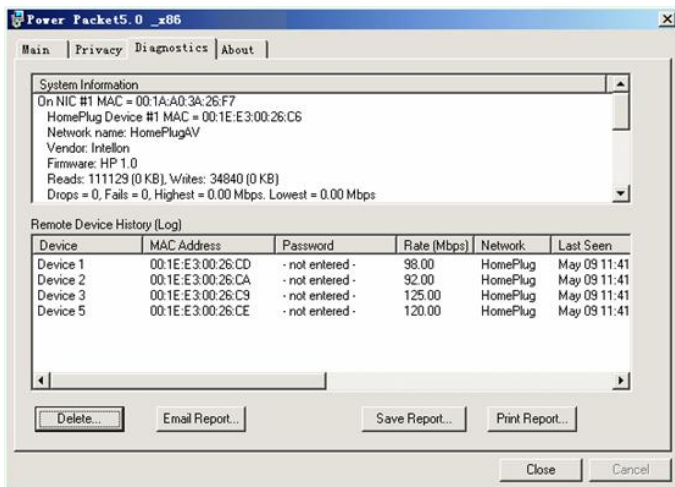 Power Packet5.0 _x86
Main Privacy Diagnostics About
System Information
On NIC #1 MAC = 00:1A:A0:3A:26:F7
HomePlug Device #1 MAC = 00:1E:E3:00:26:C6
Network name: HomePlugAV
Vendor: Intellon
Firmware: HP 1.0
Reads: 111129 (0 KB), Writes: 34840 (0 KB)
Drops = 0, Fails = 0, Highest = 0.00 Mbps. Lowest = 0.00 Mbps
Remote Device History (Log)
Device MAC Address Password Rate (Mbps) Network Last Seen
Device 1 00:1E:E3:00:26:CD - not entered - 98.00 HomePlug May 09 11:41
Device 2 00:1E:E3:00:26:CA - not entered - 92.00 HomePlug May 09 11:41
Device 3 00:1E:E3:00:26:C9 - not entered - 125.00 HomePlug May 09 11:41
Device 5 00:1E:E3:00:26:CE - not entered - 120.00 HomePlug May 09 11:41
Delete... Email Report... Save Report... Print Report...
Close Cancel